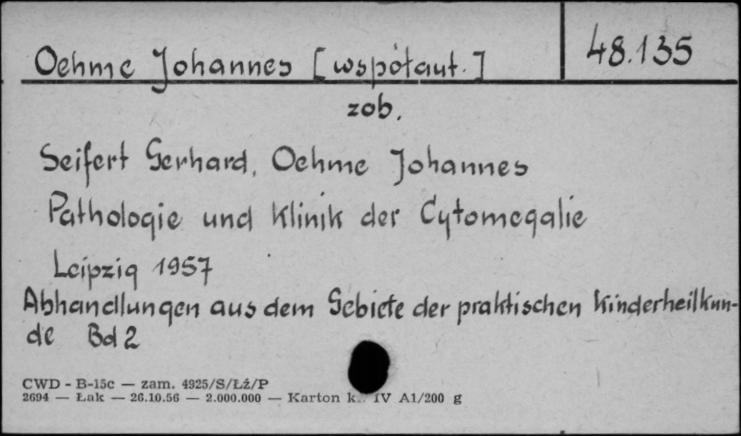 Oehme Johannes [współaut.]
48.135
zob.
Seifert Gerhard, Oehme Johannes
Pathologie und Klinik der Cytomegalie
Leipzig 1957
Abhandlungen aus dem Gebiete der praktischen Kinderheilkun-
de Bd 2
CWD - B-15c — zam. 4925/S/Łź/P
2694 — Łak — 26.10.56 — 2.000.000 — Karton k. IV A1/200 g